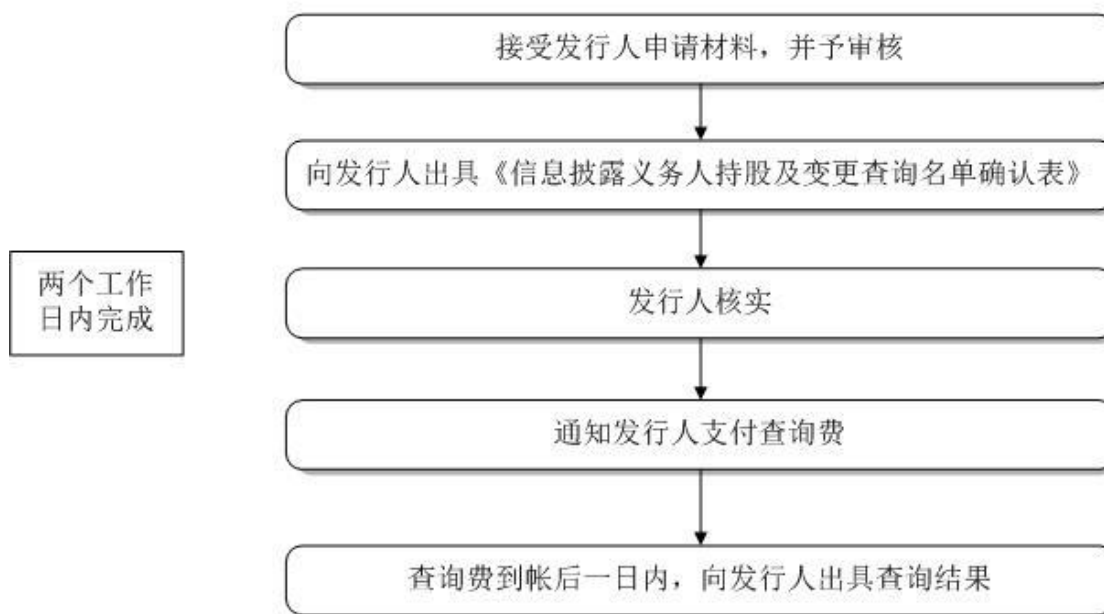 接受发行人申请材料，并予审核
向发行人出具《信息披露义务人持股及变更查询名单确认表》
两个工作
日内完成
发行人核实
通知发行人支付查询费
查询费到帐后一日内，向发行人出具查询结果